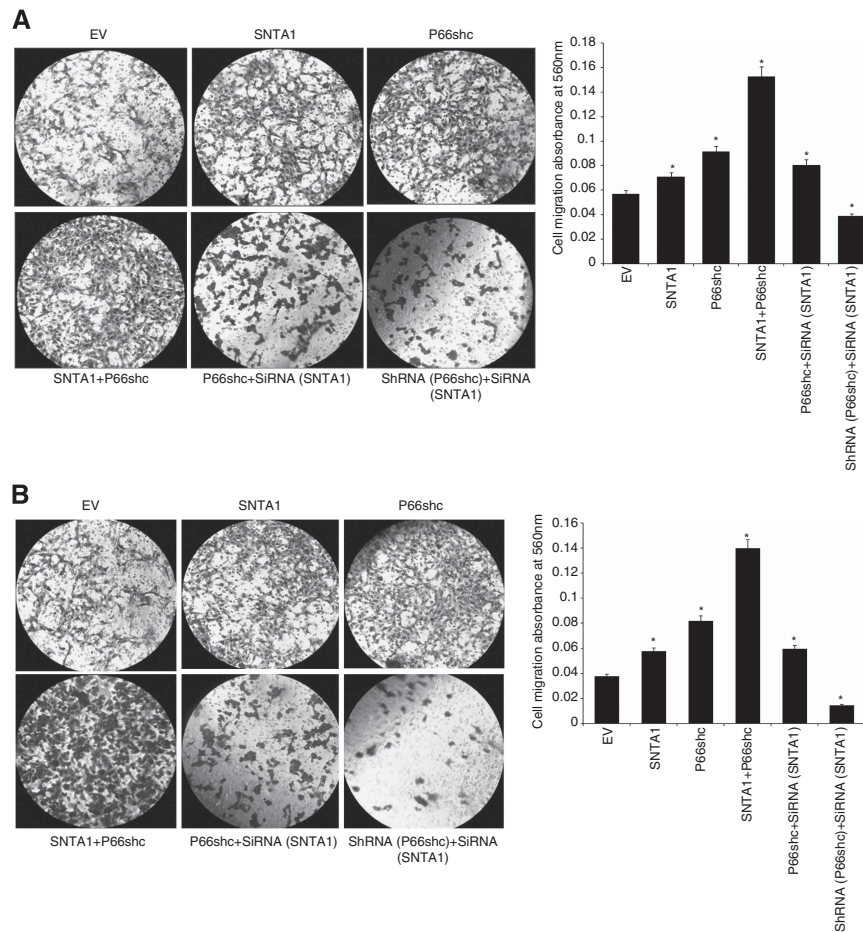 A
EV
SNTA1
P66shc
SNTA1+P66shc
P66shc+SiRNA (SNTA1)
ShRNA (P66shc)+SiRNA
(SNTA1)
Cell migration absorbance at 560nm
0.18
0.16
0.14
0.12
0.1
0.08
0.06
0.04
0.02
0
*
*
*
*
*
EV
SNTA1
P66shc
SNTA1+P66shc
P66shc+SiRNA (SNTA1)
ShRNA (P66shc)+SiRNA (SNTA1)
B
EV
SNTA1
P66shc
SNTA1+P66shc
P66shc+SiRNA (SNTA1)
ShRNA (P66shc)+SiRNA
(SNTA1)
Cell migration absorbance at 560nm
0.16
0.14
0.12
0.1
0.08
0.06
0.04
0.02
0
*
*
*
*
*
EV
SNTA1
P66shc
SNTA1+P66shc
P66shc+SiRNA (SNTA1)
ShRNA (P66shc)+SiRNA (SNTA1)